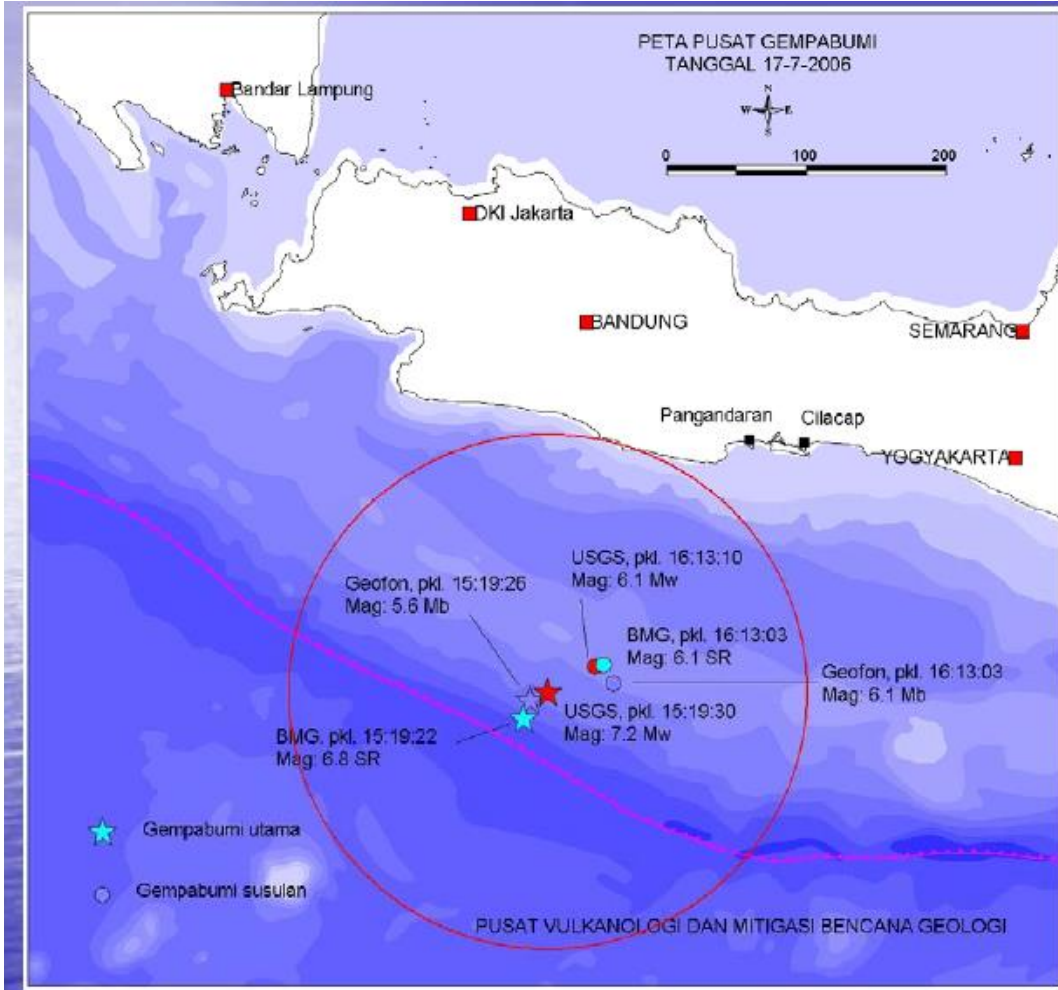 PETA PUSAT GEMPABUMI
TANGGAL 17-7-2006
N
W E
S
0 100 200
Bandar Lampung
DKI Jakarta
BANDUNG
SEMARANG
Pangandaran
Cilacap
YOGYAKARTA
USGS, pkl. 16:13:10
Mag: 6.1 Mw
Geofon, pkl. 15:19:26
Mag: 5.6 Mb
BMG, pkl. 16:13:03
Mag: 6.1 SR
Geofon, pkl. 16:13:03
Mag: 6.1 Mb
USGS, pkl. 15:19:30
Mag: 7.2 Mw
BMG, pkl. 15:19:22
Mag: 6.8 SR
Gempabumi utama
Gempabumi susulan
PUSAT VULKANOLOGI DAN MITIGASI BENCANA GEOLOGI